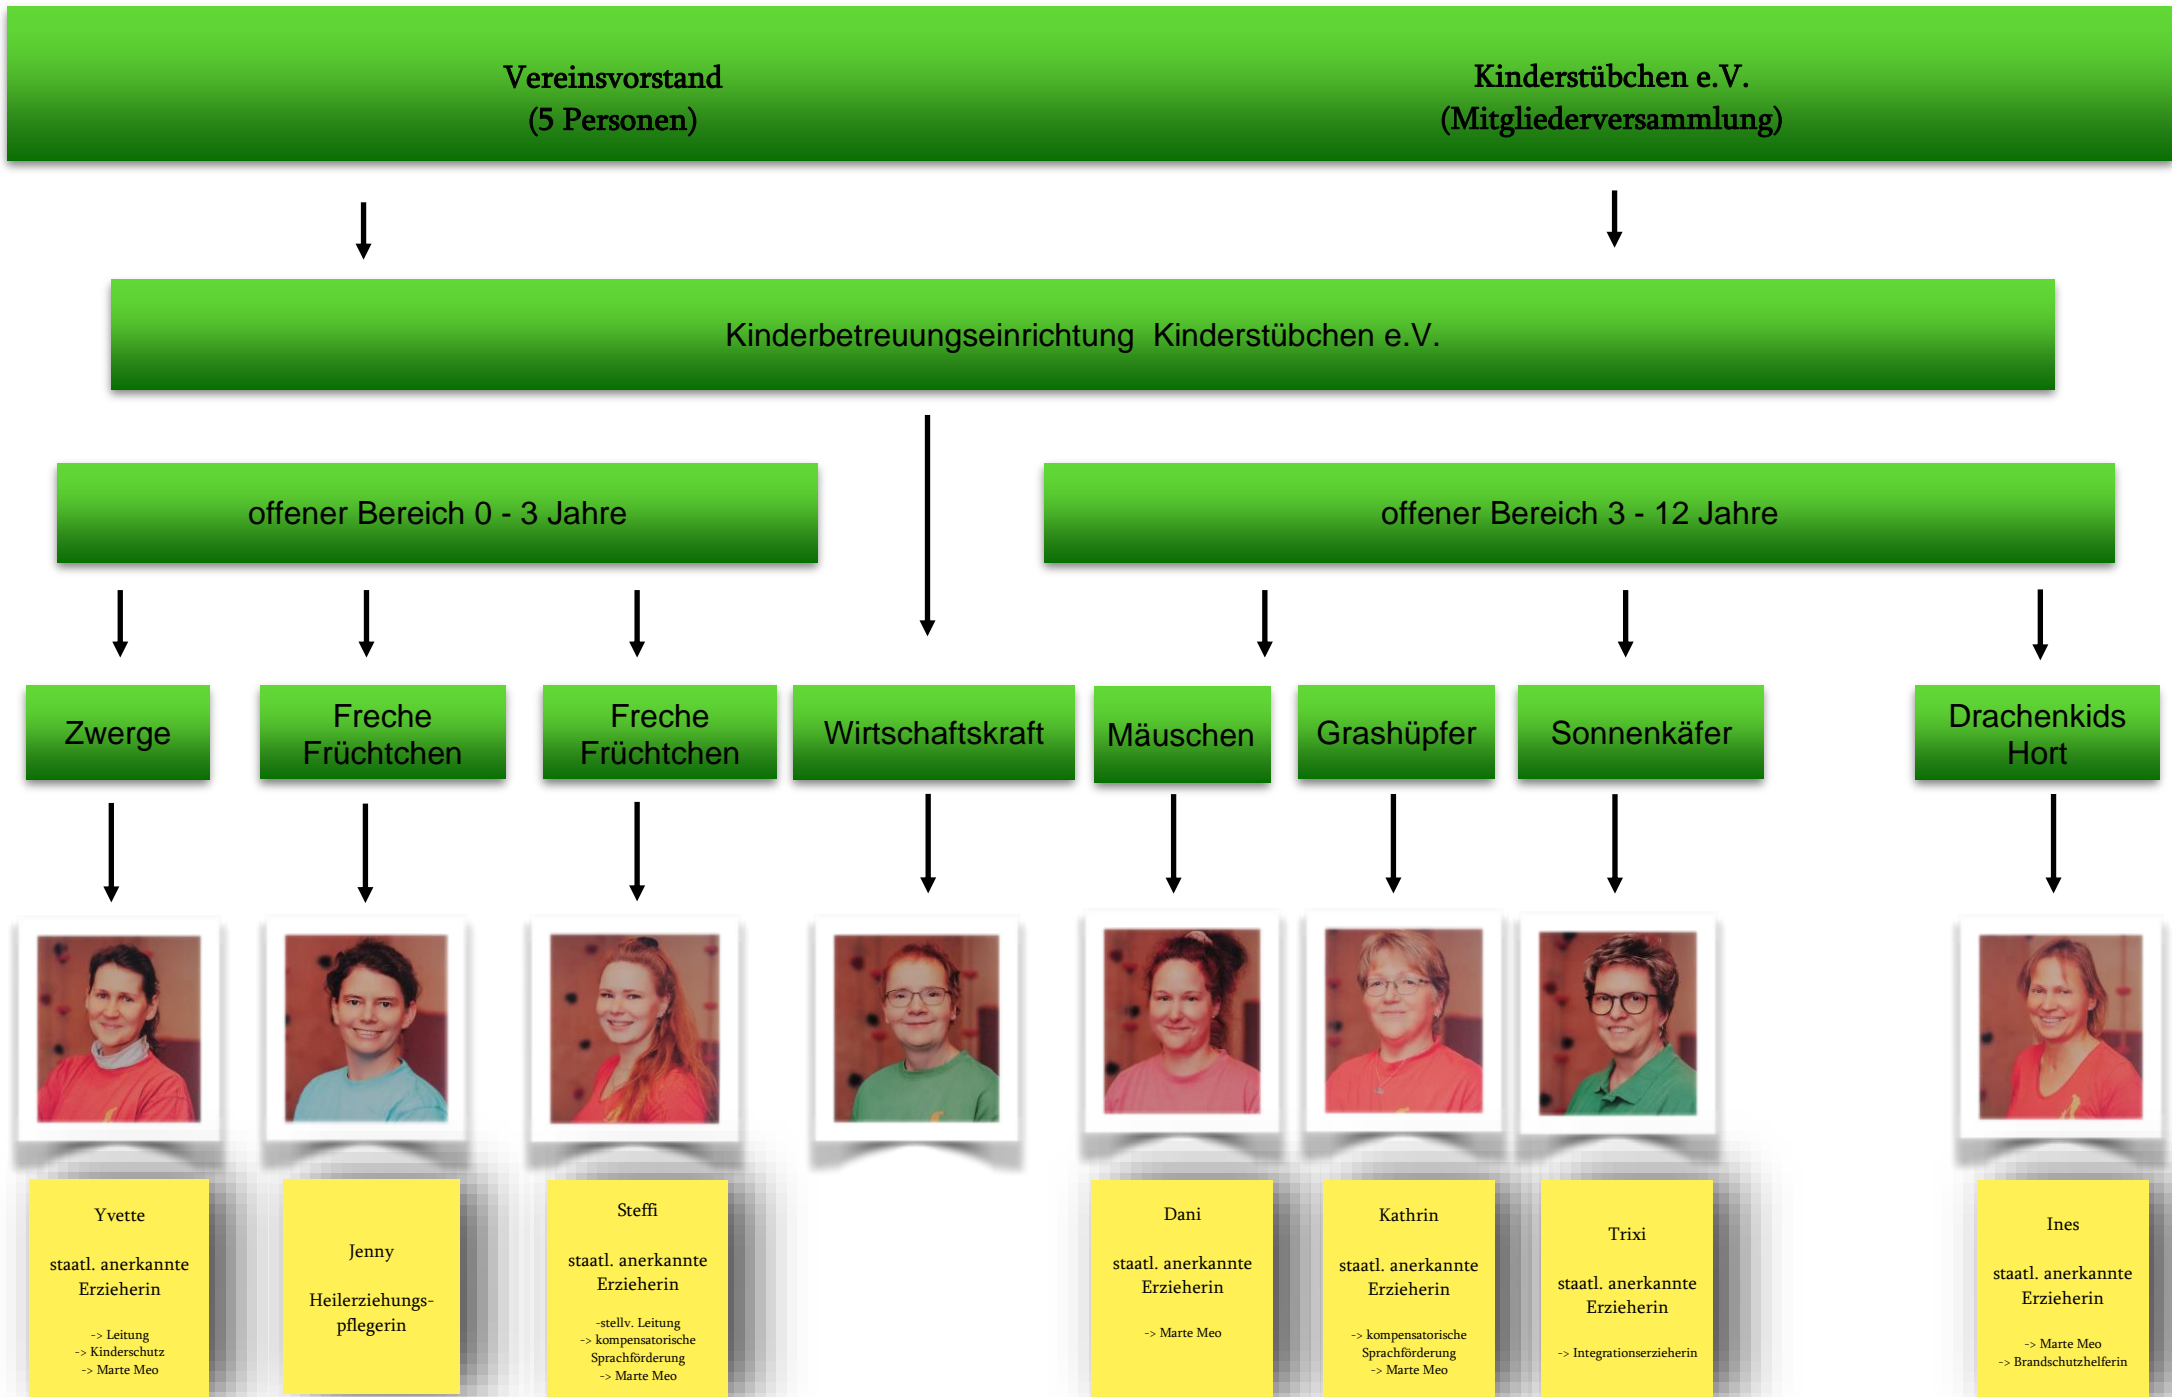 Vereinsvorstand
(5 Personen)
Kinderstübchen e.V.
(Mitgliederversammlung)
Kinderbetreuungseinrichtung Kinderstübchen e.V.
offener Bereich 0 - 3 Jahre
offener Bereich 3 - 12 Jahre
Zwerge
Freche
Früchtchen
Freche
Früchtchen
Wirtschaftskraft
Mäuschen
Grashüpfer
Sonnenkäfer
Drachenkids
Hort
Yvette
staatl. anerkannte
Erzieherin
-> Leitung
-> Kinderschutz
-> Marte Meo
Jenny
Heilerziehungs-
pflegerin
Steffi
staatl. anerkannte
Erzieherin
-stellv. Leitung
-> kompensatorische
Sprachförderung
-> Marte Meo
Dani
staatl. anerkannte
Erzieherin
-> Marte Meo
Kathrin
staatl. anerkannte
Erzieherin
-> kompensatorische
Sprachförderung
-> Marte Meo
Trixi
staatl. anerkannte
Erzieherin
-> Integrationserzieherin
Ines
staatl. anerkannte
Erzieherin
-> Marte Meo
-> Brandschutzhelferin